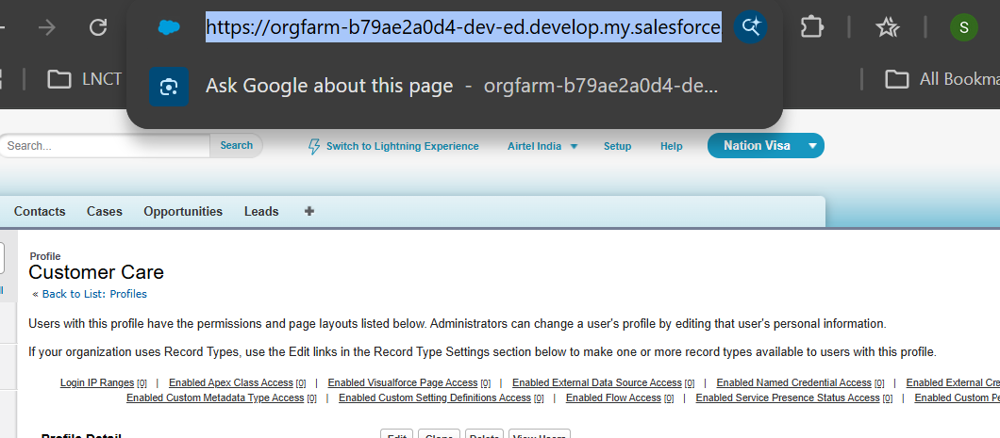 https://orgfarm-b79ae2a0d4-dev-ed.develop.my.salesforce
S
LNCT
Ask Google about this page - orgfarm-b79ae2a0d4-de...
All Bookma
Search...
Search
Switch to Lightning Experience
Airtel India
Setup
Help
Nation Visa
Contacts Cases Opportunities Leads +
Profile
Customer Care
« Back to List: Profiles
Users with this profile have the permissions and page layouts listed below. Administrators can change a user's profile by editing that user's personal information.
If your organization uses Record Types, use the Edit links in the Record Type Settings section below to make one or more record types available to users with this profile.
Login IP Ranges [0] | Enabled Apex Class Access [0] | Enabled Visualforce Page Access [0] | Enabled External Data Source Access [0] | Enabled Named Credential Access [0] | Enabled External Cre
Enabled Custom Metadata Type Access [0] | Enabled Custom Setting Definitions Access [0] | Enabled Flow Access [0] | Enabled Service Presence Status Access [0] | Enabled Custom Pe
Profile Detail
Edit Clone Delete View Users